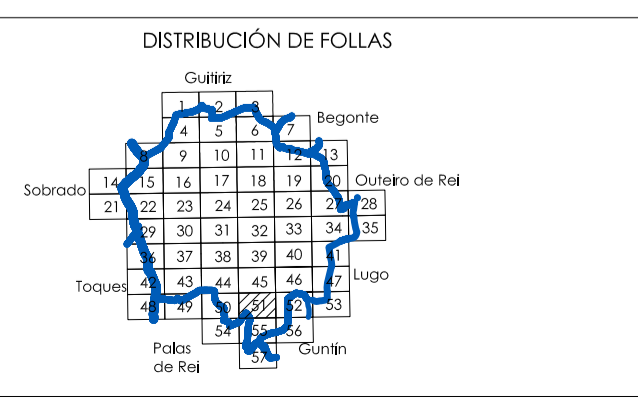 DISTRIBUCIÓN DE FOLLAS
Guitiriz
1 2 3
Begonte
4 5 6 7
8 9 10 11 12 13
Sobrado
14 15 16 17 18 19 20
Outeiro de Rei
21 22 23 24 25 26 27 28
29 30 31 32 33 34 35
36 37 38 39 40 41
Toques
42 43 44 45 46 47
Lugo
48 49 50 51 52 53
54 55 56
Palas
de Rei
Guntín
57